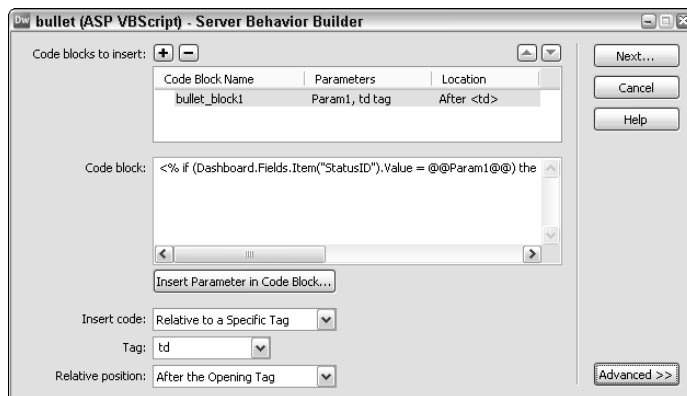 Dw bullet (ASP VBScript) - Server Behavior Builder
Code blocks to insert:
Code Block Name Parameters Location
bullet_block1 Param1, td tag After <td>
Next...
Cancel
Help
Code block: <% if (Dashboard.Fields.Item("StatusID").Value = @@Param1@@) the
Insert Parameter in Code Block...
Insert code: Relative to a Specific Tag
Tag: td
Relative position: After the Opening Tag
Advanced >>